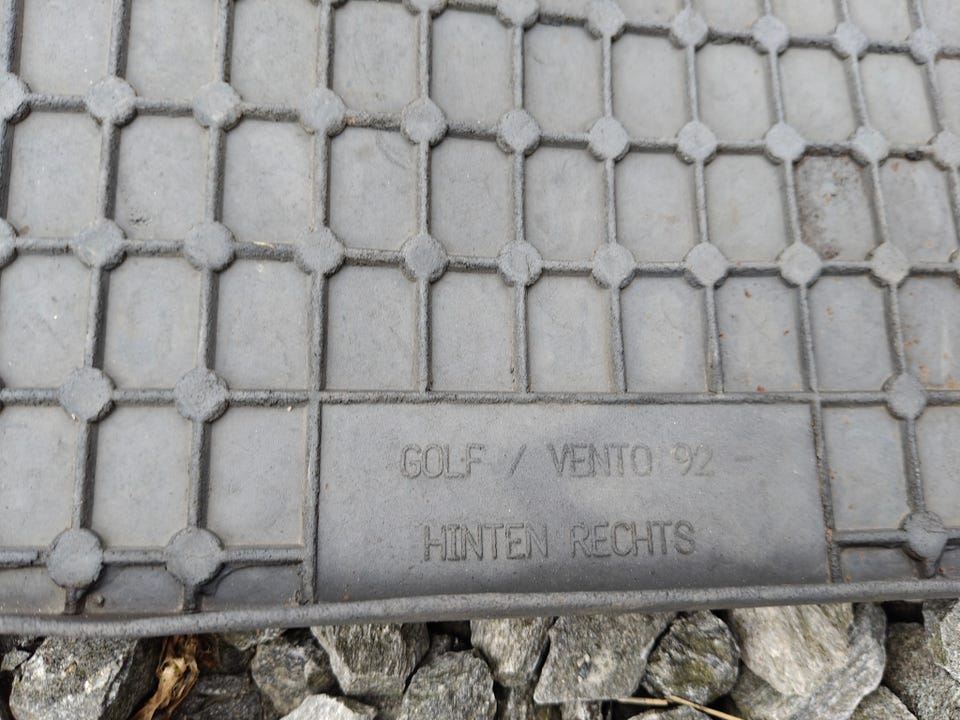 GOLF / VENTO 92 -
HINTEN RECHTS